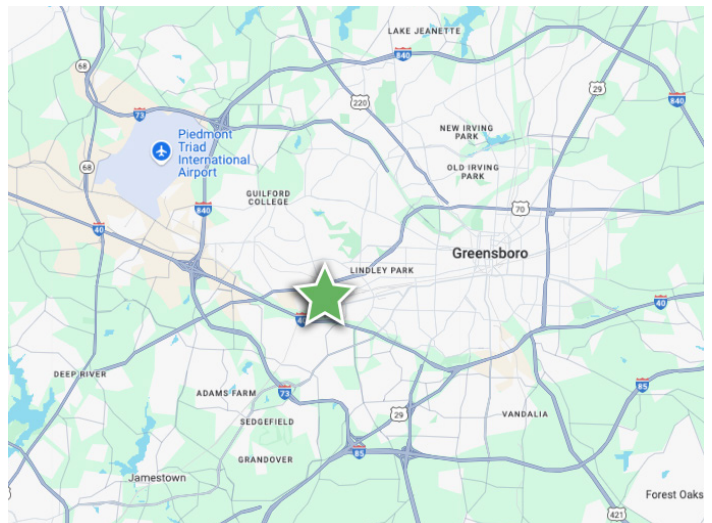 LAKE JEANETTE
68
840
220
29
840
73
NEW IRVING
PARK
Piedmont
Triad
International
Airport
OLD IRVING
PARK
68
GUILFORD
COLLEGE
840
70
40
Greensboro
LINDLEY PARK
40
DEEP RIVER
85
ADAMS FARM
73
29
VANDALIA
SEDGEFIELD
GRANDOVER
85
Jamestown
Forest Oaks
421